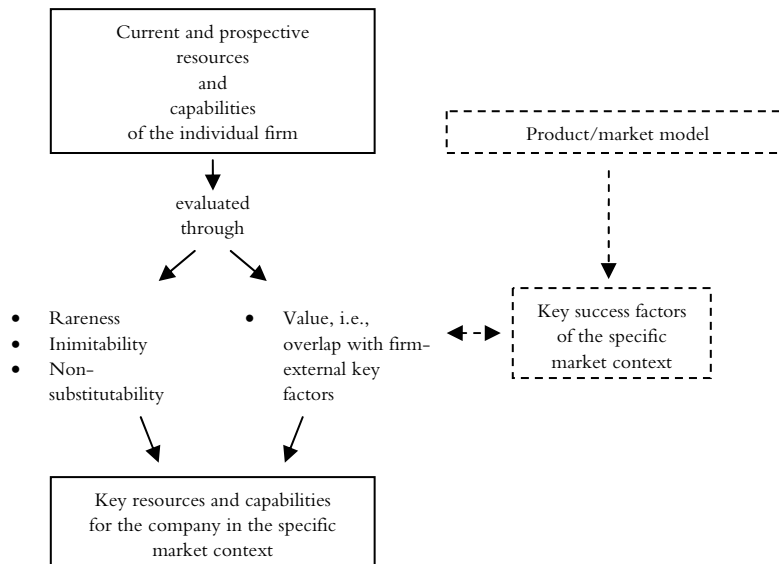 Current and prospective
resources
and
capabilities
of the individual firm
Product/market model
evaluated
through
• Rareness
• Inimitability
• Non-
substitutability
• Value, i.e.,
overlap with firm-
external key
factors
Key success factors
of the specific
market context
Key resources and capabilities
for the company in the specific
market context